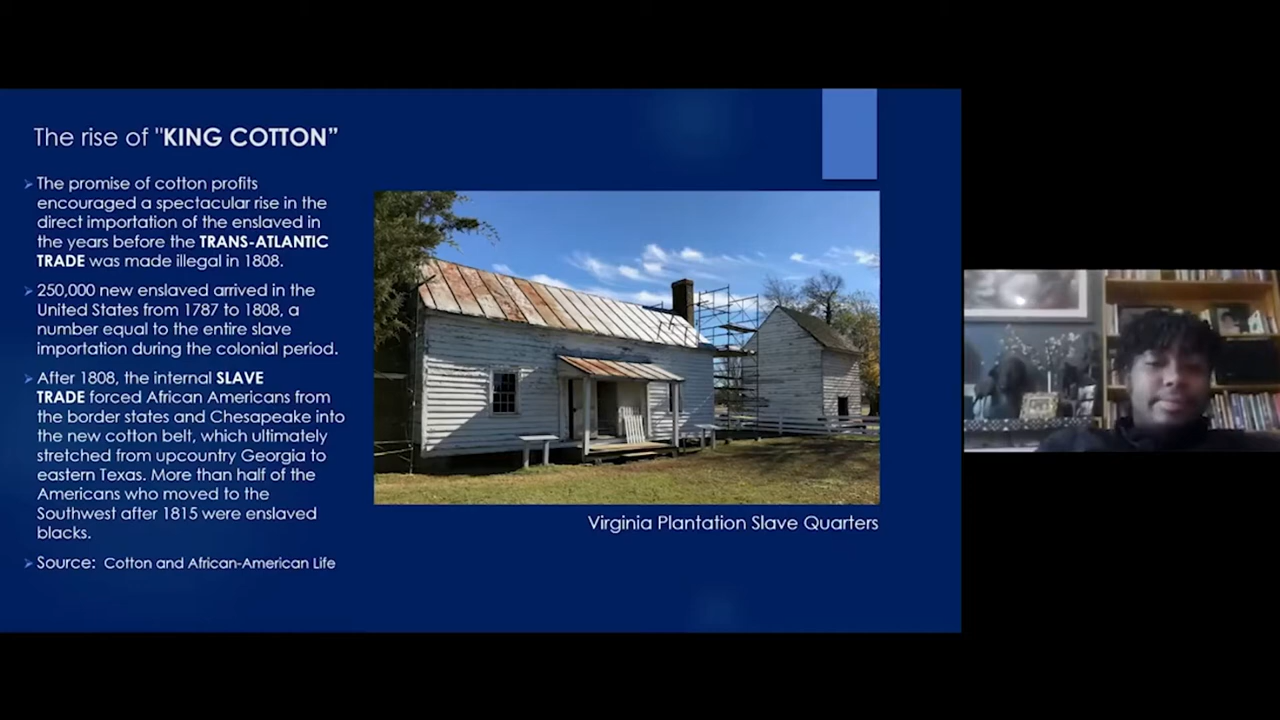 The rise of "KING COTTON”
The promise of cotton profits
encouraged a spectacular rise in the
direct importation of the enslaved in
the years before the TRANS-ATLANTIC
TRADE was made illegal in 1808.
250,000 new enslaved arrived in the
United States from 1787 to 1808, a
number equal to the entire slave
importation during the colonial period.
After 1808, the internal SLAVE
TRADE forced African Americans from
the border states and Chesapeake into
the new cotton belt, which ultimately
stretched from upcountry Georgia to
eastern Texas. More than half of the
Americans who moved to the
Southwest after 1815 were enslaved
blacks.
Source: Cotton and African-American Life
Virginia Plantation Slave Quarters